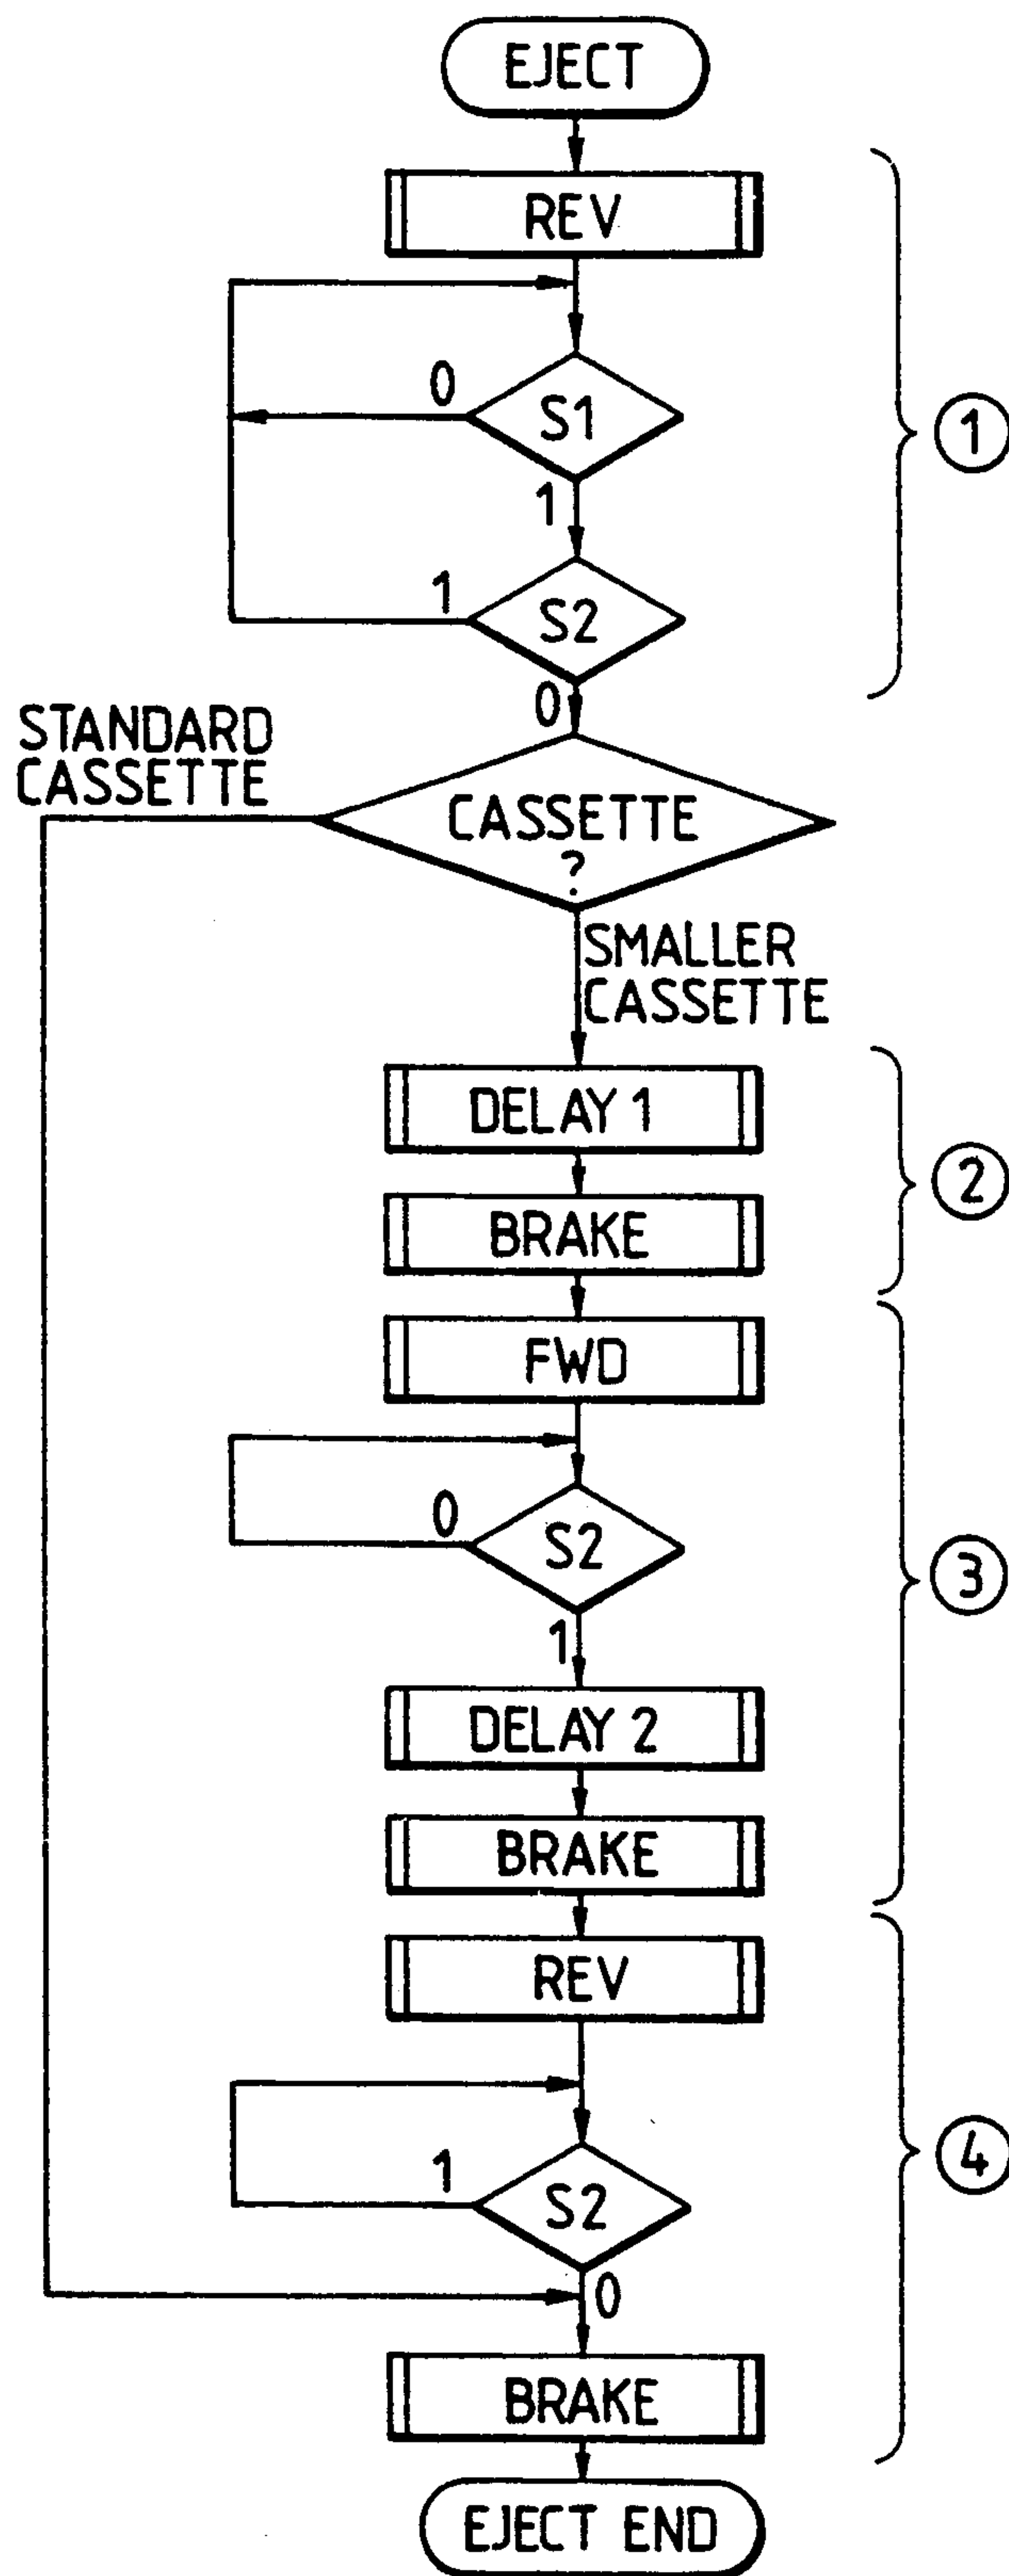 EJECT
REV
0
S1
1
1
S2
0
①
STANDARD
CASSETTE
CASSETTE
?
SMALLER
CASSETTE
DELAY 1
BRAKE
②
FWD
0
S2
1
DELAY 2
BRAKE
③
REV
1
S2
0
BRAKE
④
EJECT END